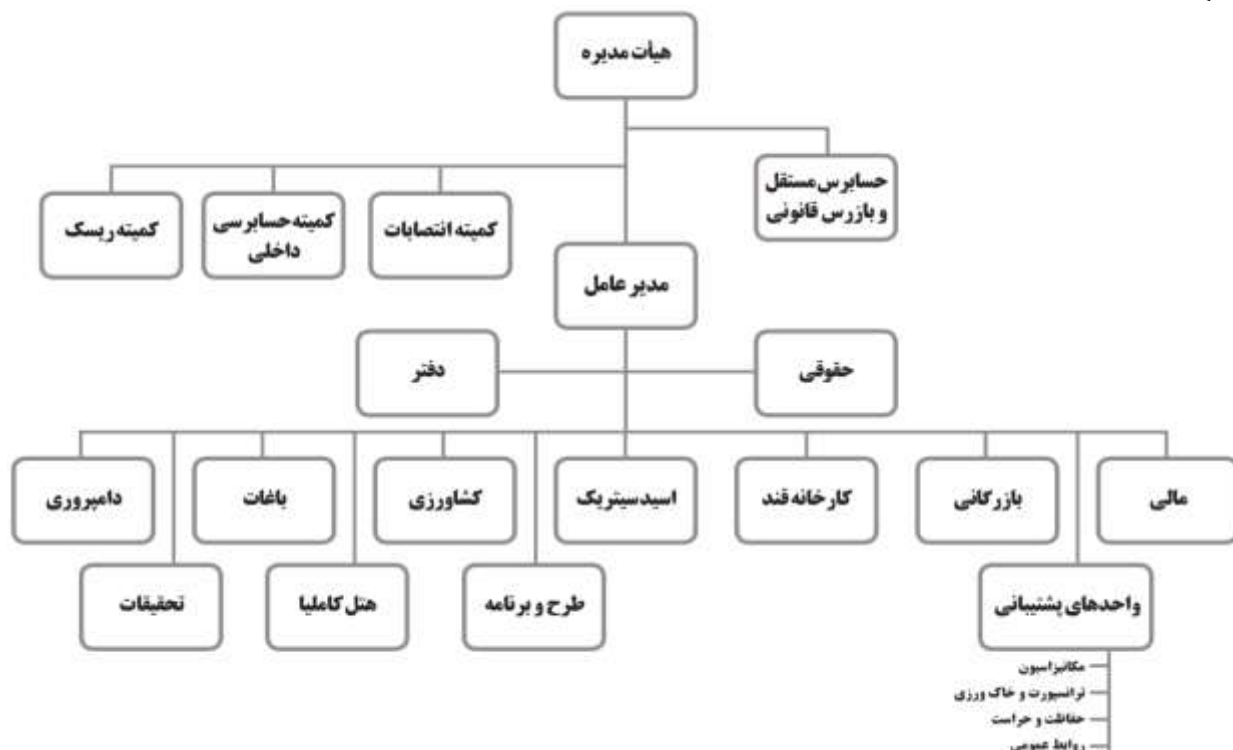 هیأت مدیره
حسابرس مستقل
و بازرس قانونی
کمیته انتصابات
کمیته حسابرسی
داخلی
کمیته ریسک
مدیر عامل
حقوقی
دفتر
مالی
بازرگانی
کارخانه قند
اسید سیتریک
کشاورزی
باغات
دامپروری
واحدهای پشتیبانی
طرح و برنامه
هتل کاملیا
تحقیقات
مکانیزاسیون
ترانسپورت و خاک ورزی
حفاظت و حراست
روابط عمومی